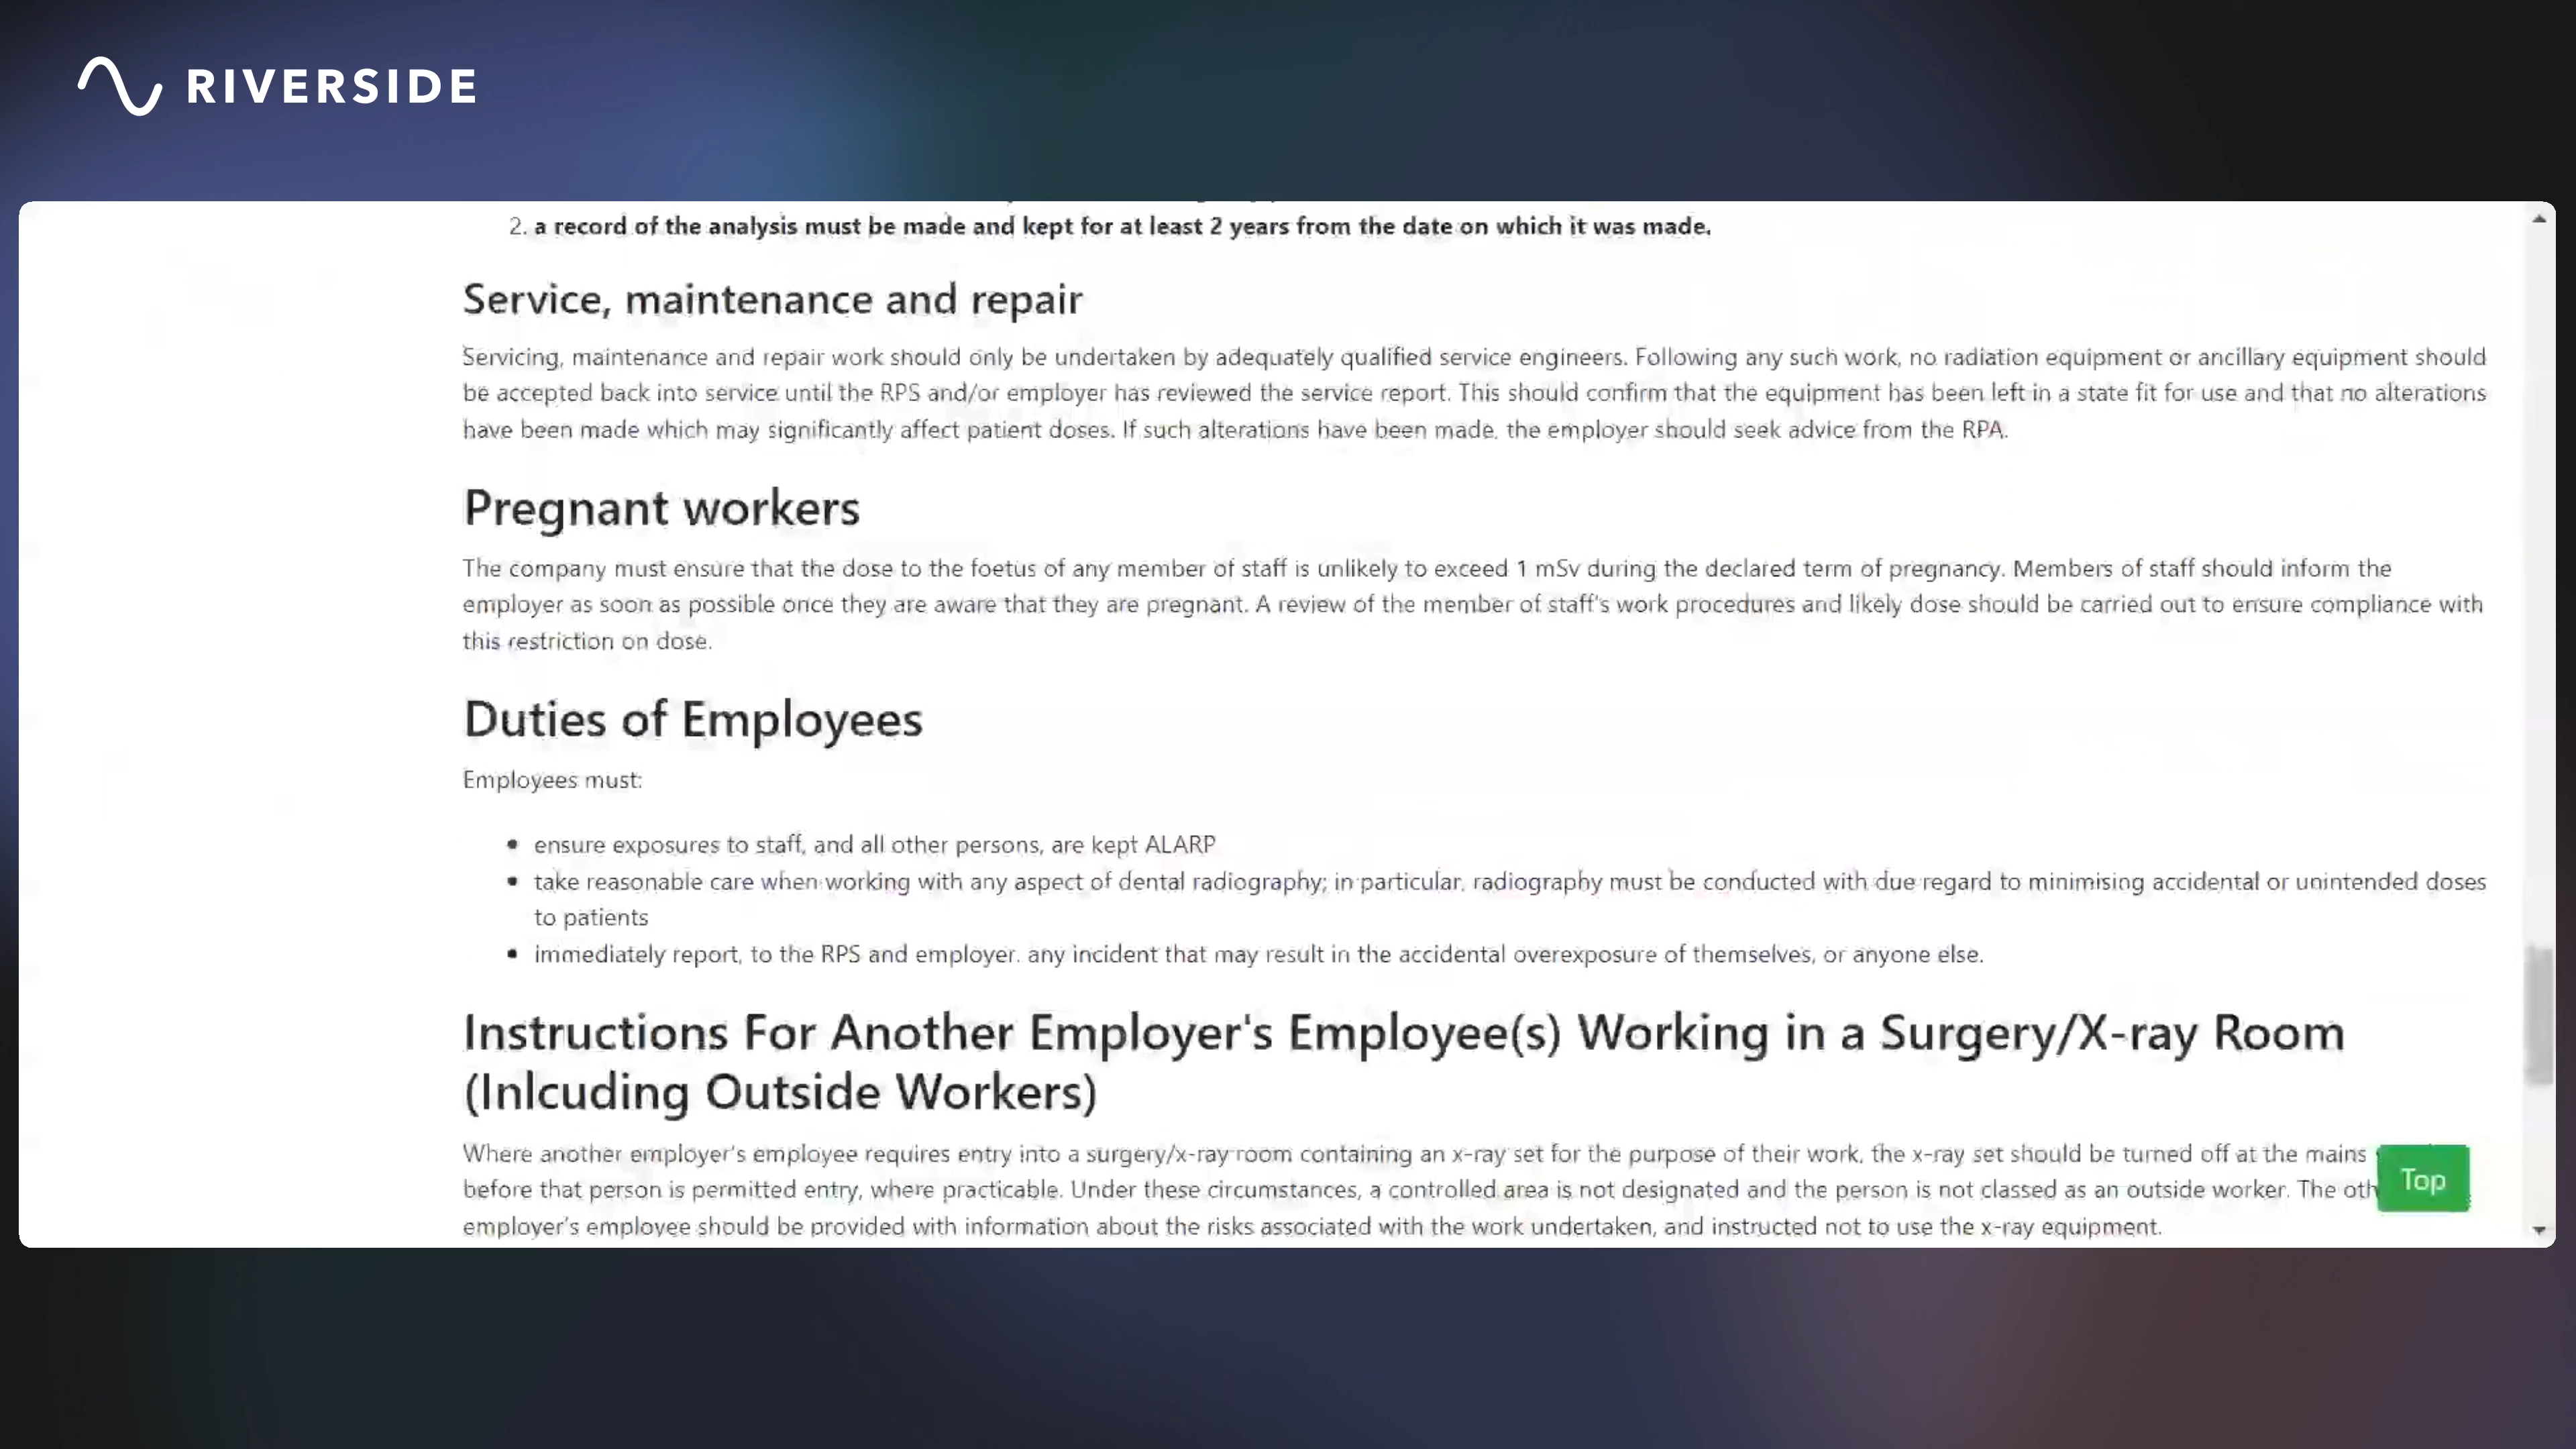 RIVERSIDE
2. a record of the analysis must be made and kept for at least 2 years from the date on which it was made.
Service, maintenance and repair
Servicing, maintenance and repair work should only be undertaken by adequately qualified service engineers. Following any such work, no radiation equipment or ancillary equipment should
be accepted back into service until the RPS and/or employer has reviewed the service report. This should confirm that the equipment has been left in a state fit for use and that no alterations
have been made which may significantly affect patient doses. If such alterations have been made, the employer should seek advice from the RPA.
Pregnant workers
The company must ensure that the dose to the foetus of any member of staff is unlikely to exceed 1 mSv during the declared term of pregnancy. Members of staff should inform the
employer as soon as possible once they are aware that they are pregnant. A review of the member of staff's work procedures and likely dose should be carried out to ensure compliance with
this restriction on dose.
Duties of Employees
Employees must:
• ensure exposures to staff, and all other persons, are kept ALARP
• take reasonable care when working with any aspect of dental radiography; in particular, radiography must be conducted with due regard to minimising accidental or unintended doses
to patients
• immediately report, to the RPS and employer, any incident that may result in the accidental overexposure of themselves, or anyone else.
Instructions For Another Employer's Employee(s) Working in a Surgery/X-ray Room
(Inlcuding Outside Workers)
Where another employer's employee requires entry into a surgery/x-ray room containing an x-ray set for the purpose of their work, the x-ray set should be turned off at the mains
before that person is permitted entry, where practicable. Under these circumstances, a controlled area is not designated and the person is not classed as an outside worker. The
employer's employee should be provided with information about the risks associated with the work undertaken, and instructed not to use the x-ray equipment.
Top